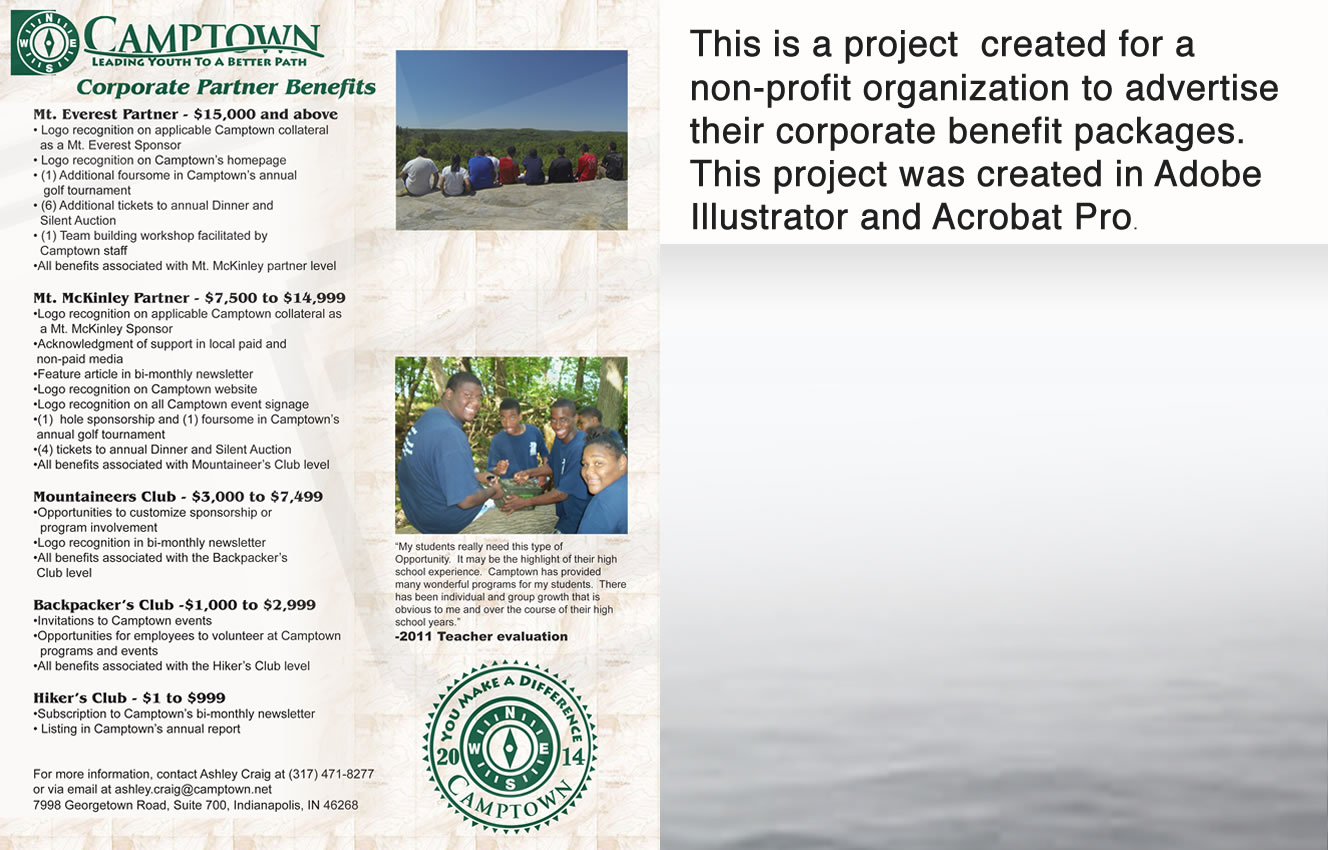 CAMPTOWN
LEADING YOUTH TO A BETTER PATH
Corporate Partner Benefits
Mt. Everest Partner - $15,000 and above
• Logo recognition on applicable Camptown collateral
as a Mt. Everest Sponsor
• Logo recognition on Camptown's homepage
• (1) Additional foursome in Camptown's annual
golf tournament
• (6) Additional tickets to annual Dinner and
Silent Auction
• (1) Team building workshop facilitated by
Camptown staff
•All benefits associated with Mt. McKinley partner level
Mt. McKinley Partner - $7,500 to $14,999
•Logo recognition on applicable Camptown collateral as
a Mt. McKinley Sponsor
•Acknowledgment of support in local paid and
non-paid media
•Feature article in bi-monthly newsletter
•Logo recognition on Camptown website
•Logo recognition on all Camptown event signage
•(1) hole sponsorship and (1) foursome in Camptown's
annual golf tournament
•(4) tickets to annual Dinner and Silent Auction
•All benefits associated with Mountaineer's Club level
Mountaineers Club - $3,000 to $7,499
•Opportunities to customize sponsorship or
program involvement
•Logo recognition in bi-monthly newsletter
•All benefits associated with the Backpacker's
Club level
Backpacker's Club -$1,000 to $2,999
•Invitations to Camptown events
•Opportunities for employees to volunteer at Camptown
programs and events
•All benefits associated with the Hiker's Club level
Hiker's Club - $1 to $999
•Subscription to Camptown's bi-monthly newsletter
• Listing in Camptown's annual report
For more information, contact Ashley Craig at (317) 471-8277
or via email at ashley.craig@camptown.net
7998 Georgetown Road, Suite 700, Indianapolis, IN 46268
"My students really need this type of
Opportunity. It may be the highlight of their high
school experience. Camptown has provided
many wonderful programs for my students. There
has been individual and group growth that is
obvious to me and over the course of their high
school years."
-2011 Teacher evaluation
YOU MAKE A DIFFERENCE
N
W E
S
20 14
CAMPTOWN
This is a project created for a
non-profit organization to advertise
their corporate benefit packages.
This project was created in Adobe
Illustrator and Acrobat Pro.